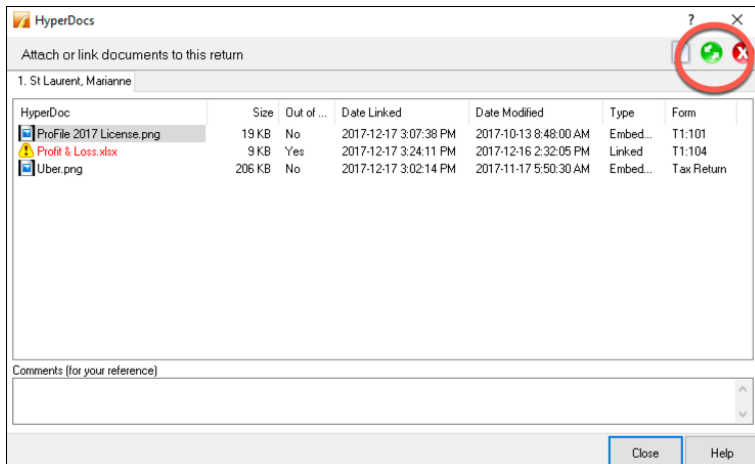 HyperDocs ?
Attach or link documents to this return
1. St Laurent, Marianne
HyperDoc Size Out of ... Date Linked Date Modified Type Form
ProFile 2017 License.png 19 KB No 2017-12-17 3:07:38 PM 2017-10-13 8:48:00 AM Embed... T1:101
Profit & Loss.xlsx 9 KB Yes 2017-12-17 3:24:11 PM 2017-12-16 2:32:05 PM Linked T1:104
Uber.png 206 KB No 2017-12-17 3:02:14 PM 2017-11-17 5:50:30 AM Embed... Tax Return
Comments (for your reference)
Close Help